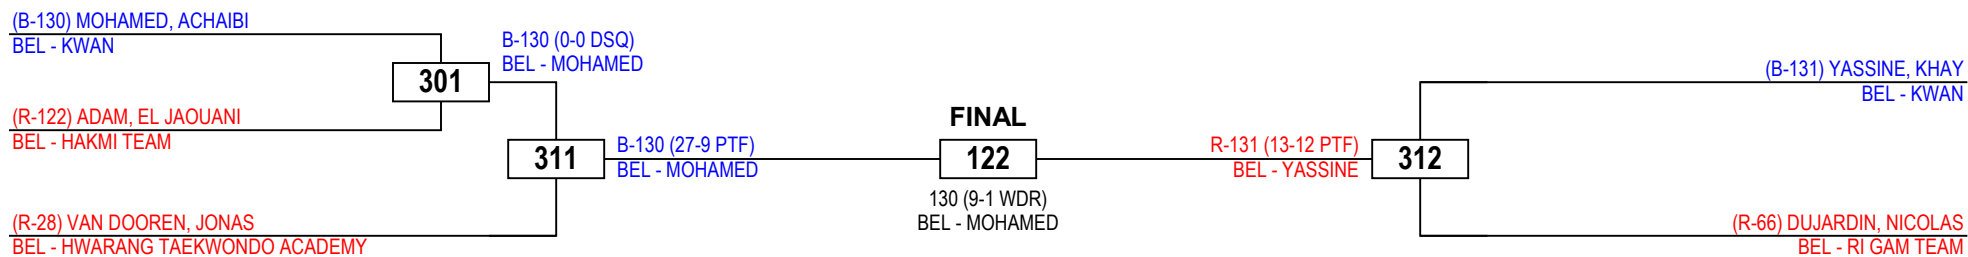 (B-130) MOHAMED, ACHAIBI
BEL - KWAN
301
(R-122) ADAM, EL JAOUANI
BEL - HAKMI TEAM
B-130 (0-0 DSQ)
BEL - MOHAMED
311
(R-28) VAN DOOREN, JONAS
BEL - HWARANG TAEKWONDO ACADEMY
B-130 (27-9 PTF)
BEL - MOHAMED
FINAL
122
130 (9-1 WDR)
BEL - MOHAMED
R-131 (13-12 PTF)
BEL - YASSINE
312
(B-131) YASSINE, KHAY
BEL - KWAN
(R-66) DUJARDIN, NICOLAS
BEL - RI GAM TEAM